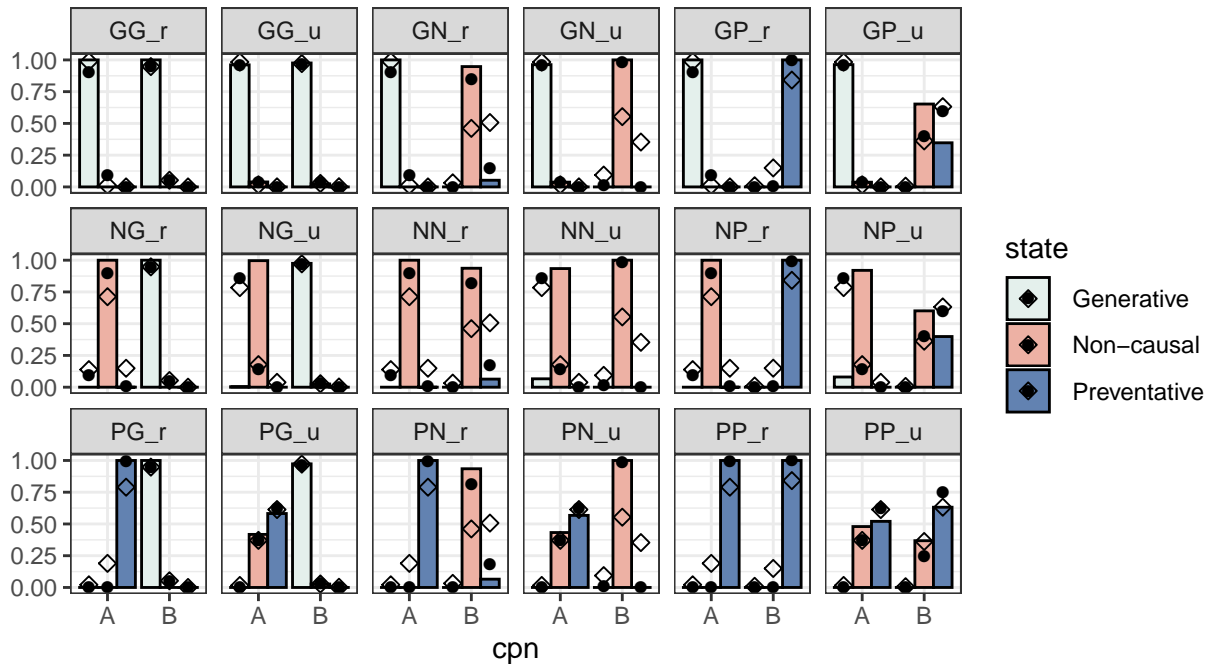 GG_r GG_u GN_r GN_u GP_r GP_u
1.00
0.75
0.50
0.25
0.00
NG_r NG_u NN_r NN_u NP_r NP_u
1.00
0.75
0.50
0.25
0.00
PG_r PG_u PN_r PN_u PP_r PP_u
1.00
0.75
0.50
0.25
0.00
A B A B A B A B A B A B
cpn
state
Generative
Non−causal
Preventative